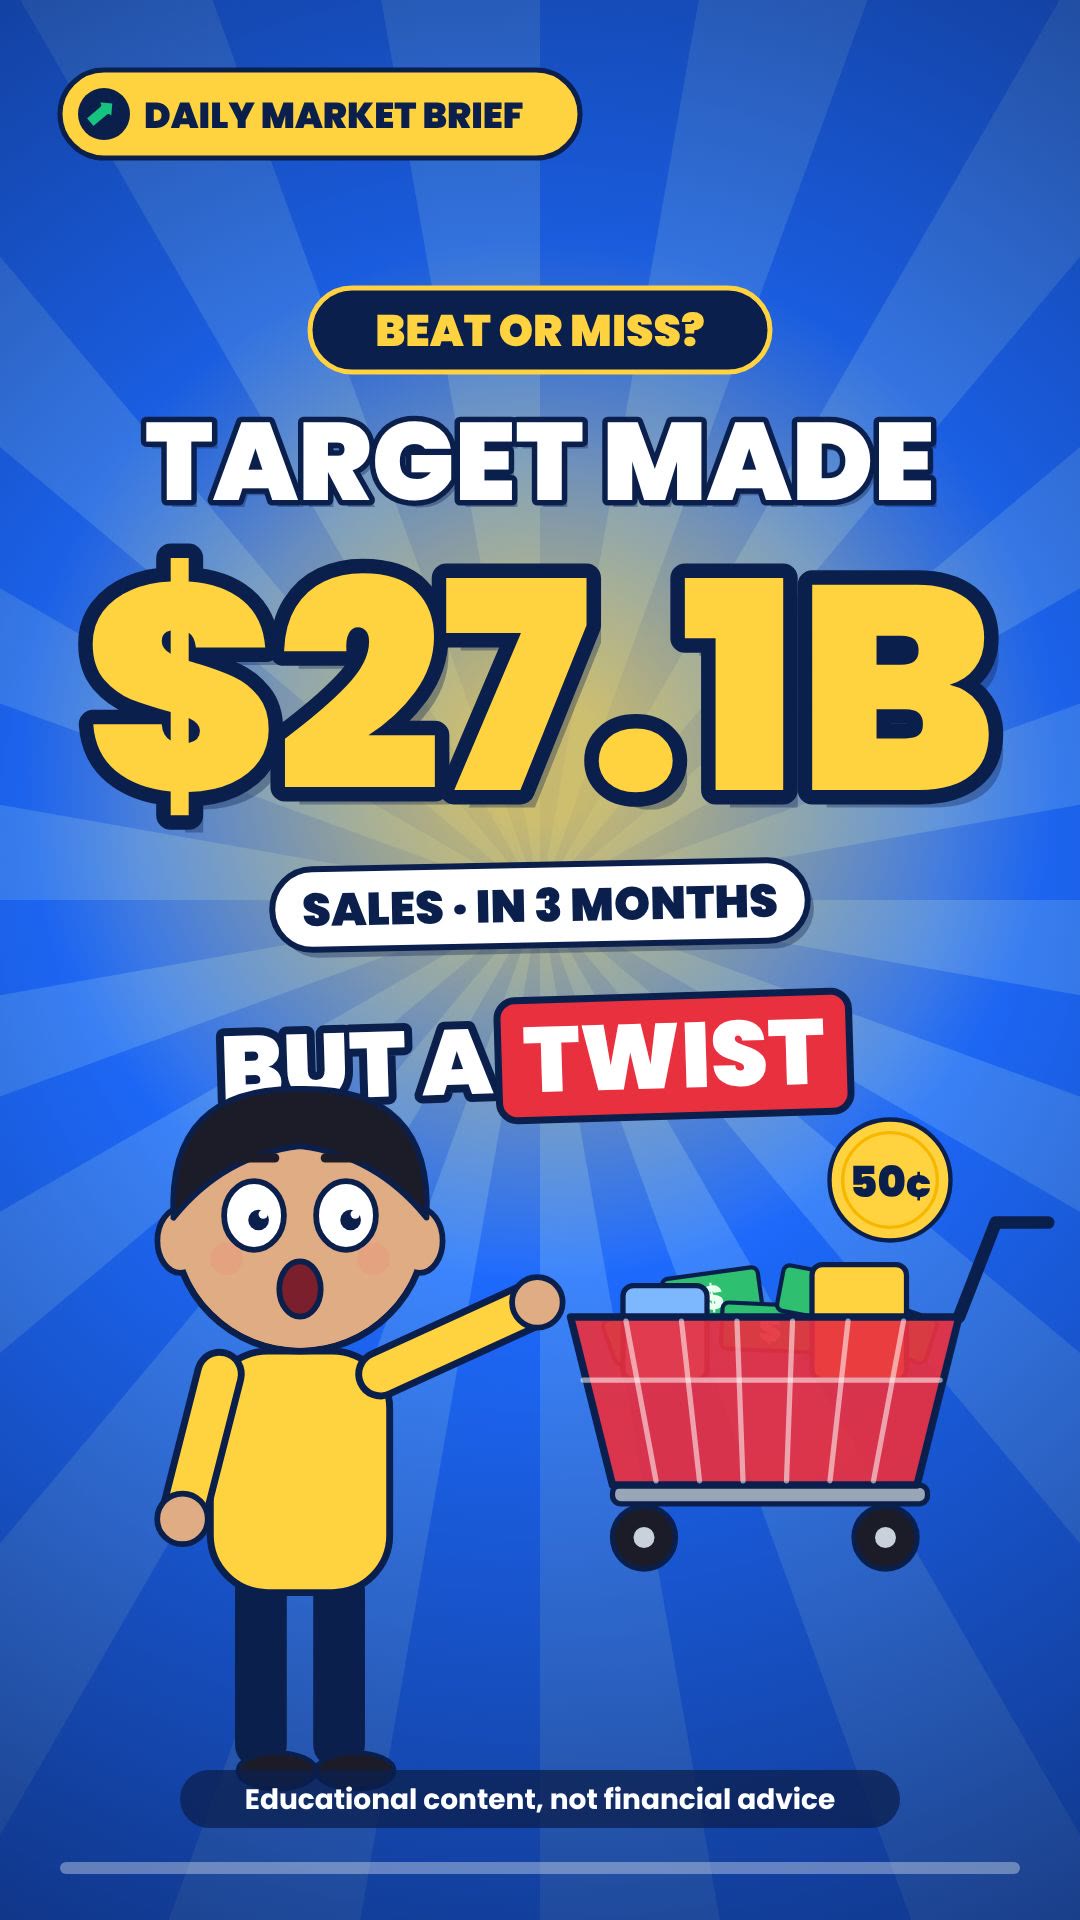 DAILY MARKET BRIEF
BEAT OR MISS?
TARGET MADE
$27.1B
SALES · IN 3 MONTHS
BUT A TWIST
50¢
$
$
Educational content, not financial advice